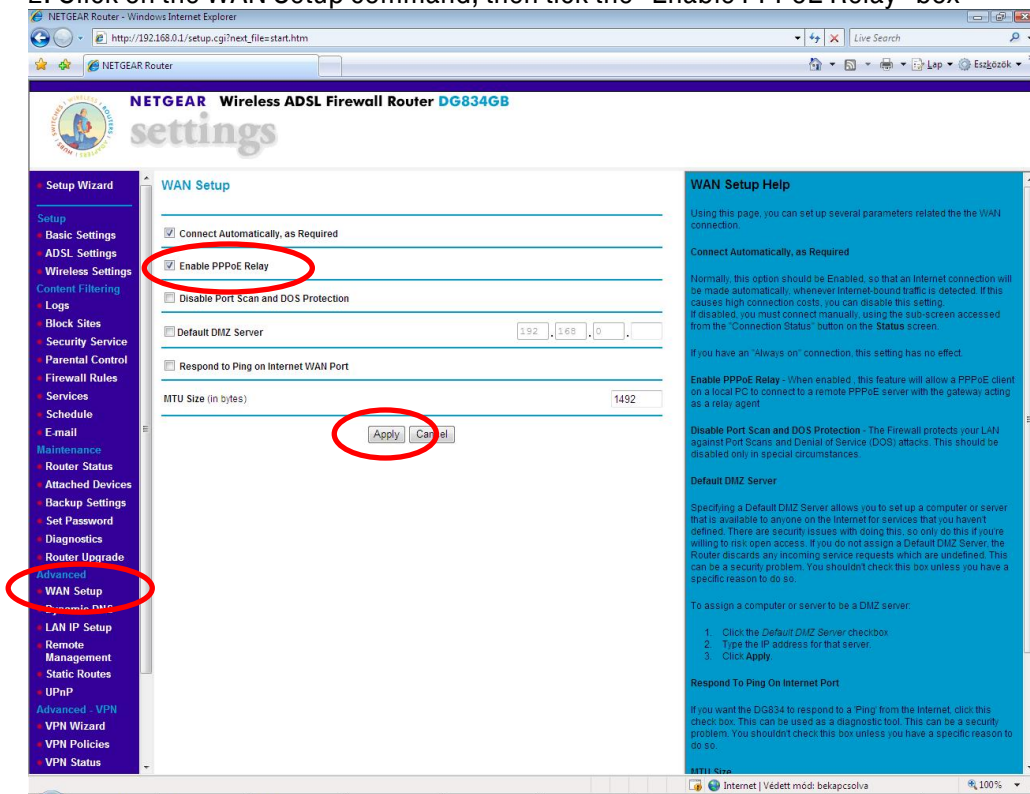 2. Click on the WAN Setup command, then tick the "Enable PPPoE Relay" box
NETGEAR Router - Windows Internet Explorer
http://192.168.0.1/setup.cgi?next_file=start.htm
Live Search
NETGEAR Router
Lap
Eszközök
NETGEAR Wireless ADSL Firewall Router DG834GB
settings
Setup Wizard
Setup
Basic Settings
ADSL Settings
Wireless Settings
Content Filtering
Logs
Block Sites
Security Service
Parental Control
Firewall Rules
Services
Schedule
E-mail
Maintenance
Router Status
Attached Devices
Backup Settings
Set Password
Diagnostics
Router Upgrade
Advanced
WAN Setup
Dynamic DNS
LAN IP Setup
Remote
Management
Static Routes
UPnP
Advanced - VPN
VPN Wizard
VPN Policies
VPN Status
WAN Setup
Connect Automatically, as Required
Enable PPPoE Relay
Disable Port Scan and DOS Protection
Default DMZ Server 192 . 168 . 0 .
Respond to Ping on Internet WAN Port
MTU Size (in bytes) 1492
Apply Cancel
WAN Setup Help
Using this page, you can set up several parameters related the the WAN
connection.
Connect Automatically, as Required
Normally, this option should be Enabled, so that an Internet connection will
be made automatically, whenever Internet-bound traffic is detected. If this
causes high connection costs, you can disable this setting.
If disabled, you must connect manually, using the sub-screen accessed
from the "Connection Status" button on the Status screen.
If you have an "Always on" connection, this setting has no effect.
Enable PPPoE Relay - When enabled , this feature will allow a PPPoE client
on a local PC to connect to a remote PPPoE server with the gateway acting
as a relay agent
Disable Port Scan and DOS Protection - The Firewall protects your LAN
against Port Scans and Denial of Service (DOS) attacks. This should be
disabled only in special circumstances.
Default DMZ Server
Specifying a Default DMZ Server allows you to set up a computer or server
that is available to anyone on the Internet for services that you haven't
defined. There are security issues with doing this, so only do this if you're
willing to risk open access. If you do not assign a Default DMZ Server, the
Router discards any incoming service requests which are undefined. This
can be a security problem. You shouldn't check this box unless you have a
specific reason to do so.
To assign a computer or server to be a DMZ server:
1. Click the Default DMZ Server checkbox.
2. Type the IP address for that server.
3. Click Apply.
Respond To Ping On Internet Port
If you want the DG834 to respond to a 'Ping' from the Internet, click this
check box. This can be used as a diagnostic tool. This can be a security
problem. You shouldn't check this box unless you have a specific reason to
do so.
MTU Size
Internet | Védett mód: bekapcsolva
100%